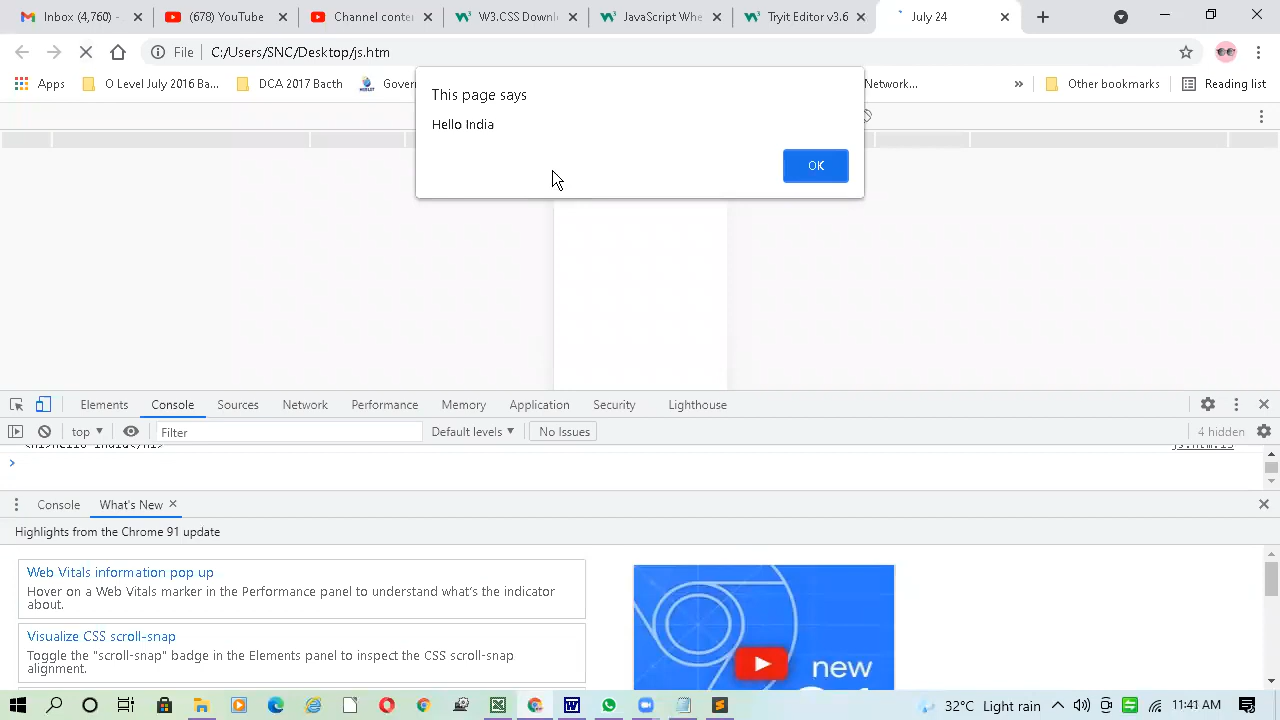 Inbox (4,760) -
(678) YouTube
Channel conter
W3.CSS Downl
JavaScript Whe
Tryit Editor v3.6
July 24
File
C:/Users/SNC/Desktop/js.htm
Apps
O Level July 2016 Ba...
DCA 2017 Bacth
Gover
Network...
»
Other bookmarks
Reading list
This page says
Hello India
OK
Elements
Console
Sources
Network
Performance
Memory
Application
Security
Lighthouse
top
Filter
Default levels
No Issues
4 hidden
js.htm:15
>
Console
What's New
Highlights from the Chrome 91 update
Web Vitals information pop up
Hover on a Web Vitals marker in the Performance panel to understand what's the indicator
about.
Visualize CSS scroll-snap
Toggle the "scroll-snap" badge in the Elements panel to inspect the CSS scroll-snap
alignment.
new
32°C Light rain
11:41 AM